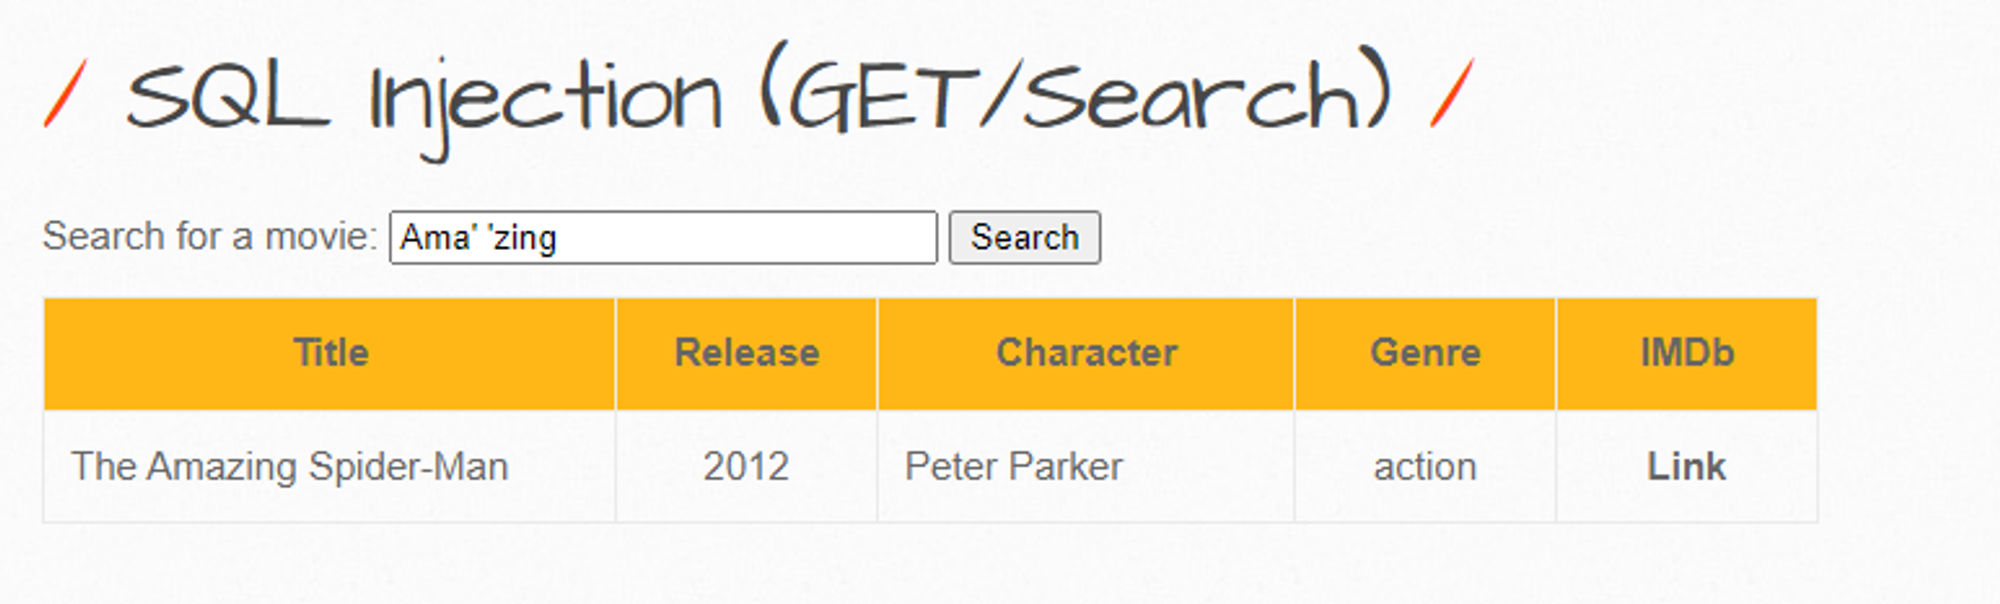 / SQL Injection (GET/Search) /
Search for a movie: Ama' 'zing Search
Title Release Character Genre IMDb
The Amazing Spider-Man 2012 Peter Parker action Link